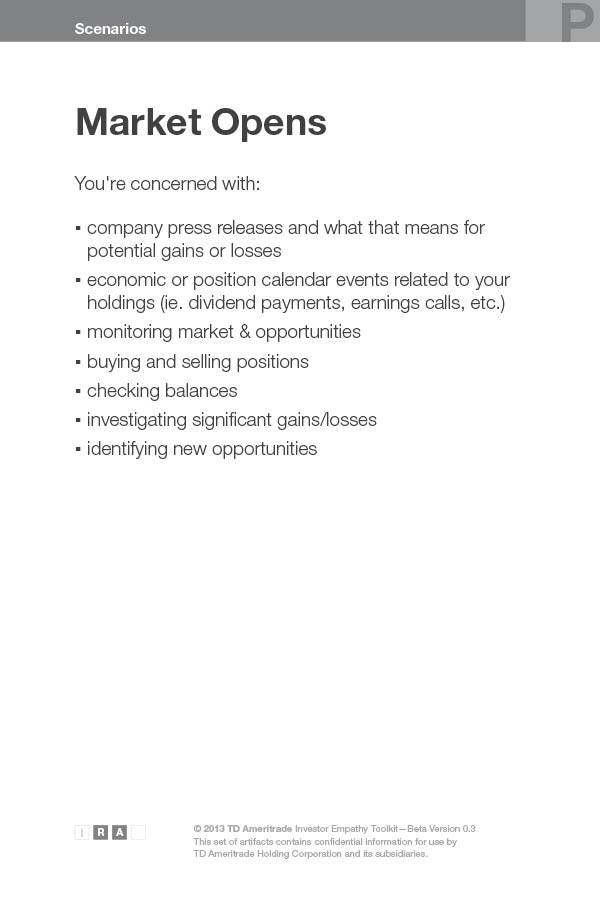 Scenarios
P
Market Opens
You're concerned with:
▪ company press releases and what that means for
potential gains or losses
▪ economic or position calendar events related to your
holdings (ie. dividend payments, earnings calls, etc.)
▪ monitoring market & opportunities
▪ buying and selling positions
▪ checking balances
▪ investigating significant gains/losses
▪ identifying new opportunities
I R A
© 2013 TD Ameritrade Investor Empathy Toolkit—Beta Version 0.3
This set of artifacts contains confidential information for use by
TD Ameritrade Holding Corporation and its subsidiaries.